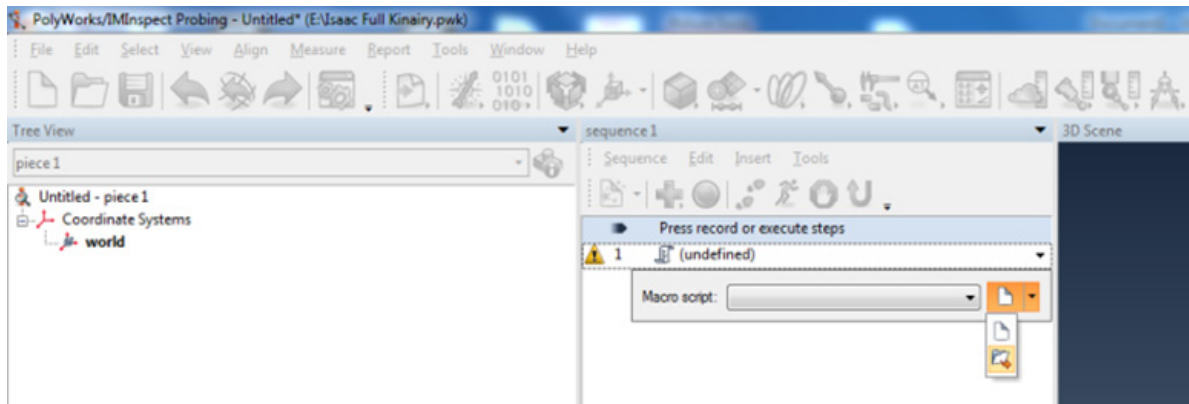 PolyWorks/IMInspect Probing - Untitled* (E:\Isaac Full Kinairy.pwk)
File Edit Select View Align Measure Report Tools Window Help
0101
1010
0101
Tree View
sequence 1
3D Scene
piece 1
Sequence Edit Insert Tools
Untitled - piece 1
Coordinate Systems
world
Press record or execute steps
1 (undefined)
Macro script: